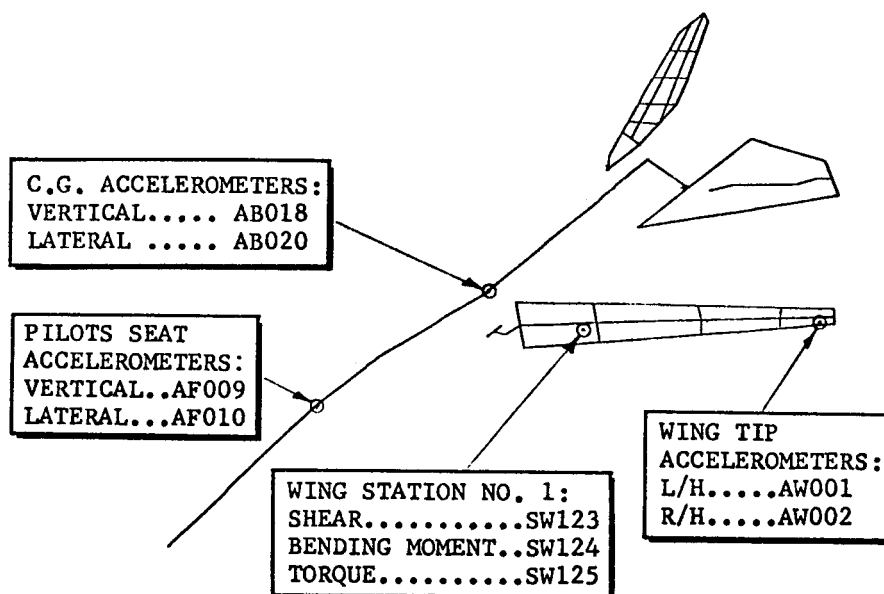 C.G. ACCELEROMETERS:
VERTICAL..... AB018
LATERAL ..... AB020
PILOTS SEAT
ACCELEROMETERS:
VERTICAL..AF009
LATERAL...AF010
WING STATION NO. 1:
SHEAR...........SW123
BENDING MOMENT..SW124
TORQUE..........SW125
WING TIP
ACCELEROMETERS:
L/H.....AW001
R/H.....AW002